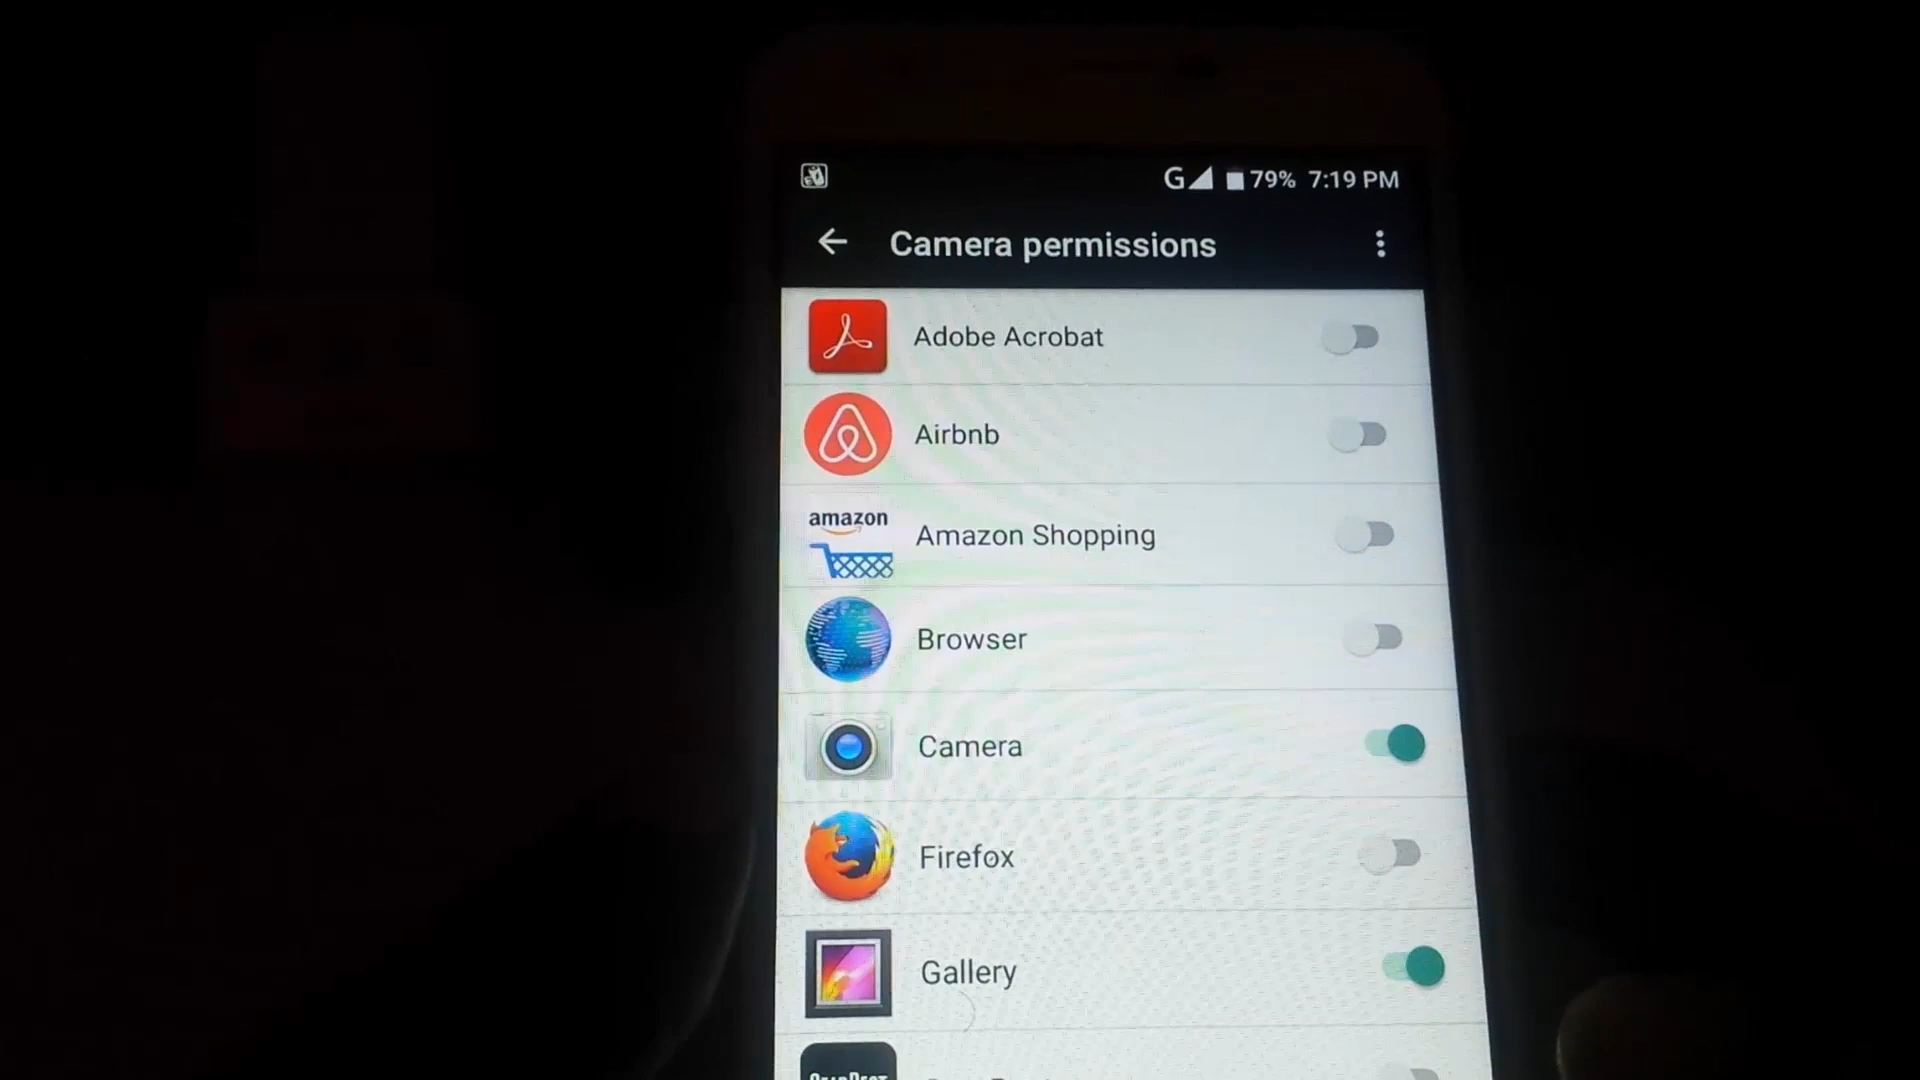 G 79% 7:19 PM
Camera permissions
Adobe Acrobat
Airbnb
amazon
Amazon Shopping
Browser
Camera
Firefox
Gallery